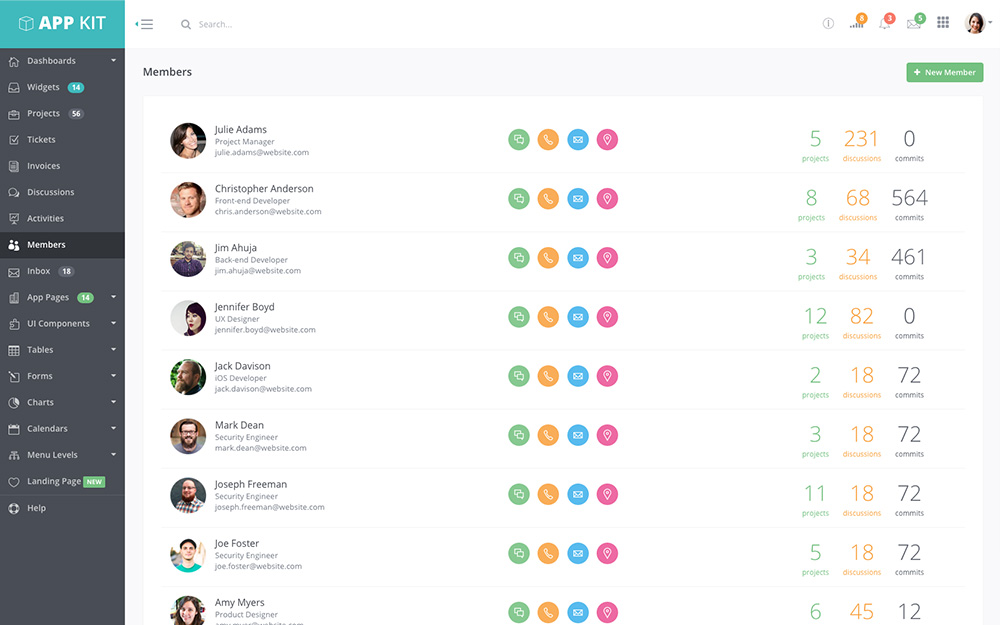 APP KIT
Search...
8
3
5
Dashboards
Widgets 14
Projects 56
Tickets
Invoices
Discussions
Activities
Members
Inbox 18
App Pages 14
UI Components
Tables
Forms
Charts
Calendars
Menu Levels
Landing Page NEW
Help
Members
+ New Member
Julie Adams
Project Manager
julie.adams@website.com
5 231 0
projects discussions commits
Christopher Anderson
Front-end Developer
chris.anderson@website.com
8 68 564
projects discussions commits
Jim Ahuja
Back-end Developer
jim.ahuja@website.com
3 34 461
projects discussions commits
Jennifer Boyd
UX Designer
jennifer.boyd@website.com
12 82 0
projects discussions commits
Jack Davison
iOS Developer
jack.davison@website.com
2 18 72
projects discussions commits
Mark Dean
Security Engineer
mark.dean@website.com
3 18 72
projects discussions commits
Joseph Freeman
Security Engineer
joseph.freeman@website.com
11 18 72
projects discussions commits
Joe Foster
Security Engineer
joe.foster@website.com
5 18 72
projects discussions commits
Amy Myers
Product Designer
6 45 12